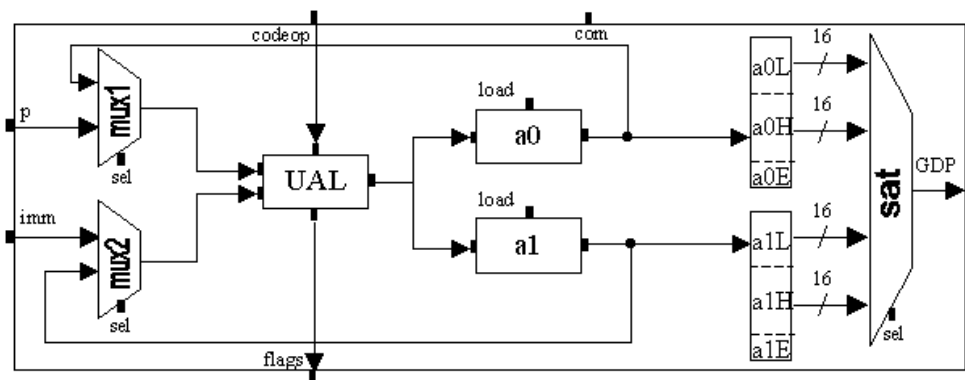 codeop
com
16
a0L
load
p
mux1
a0
16
a0H
sel
UAL
a0E
GDP
sat
load
imm
mux2
a1
16
a1L
16
a1H
sel
sel
flags
a1E